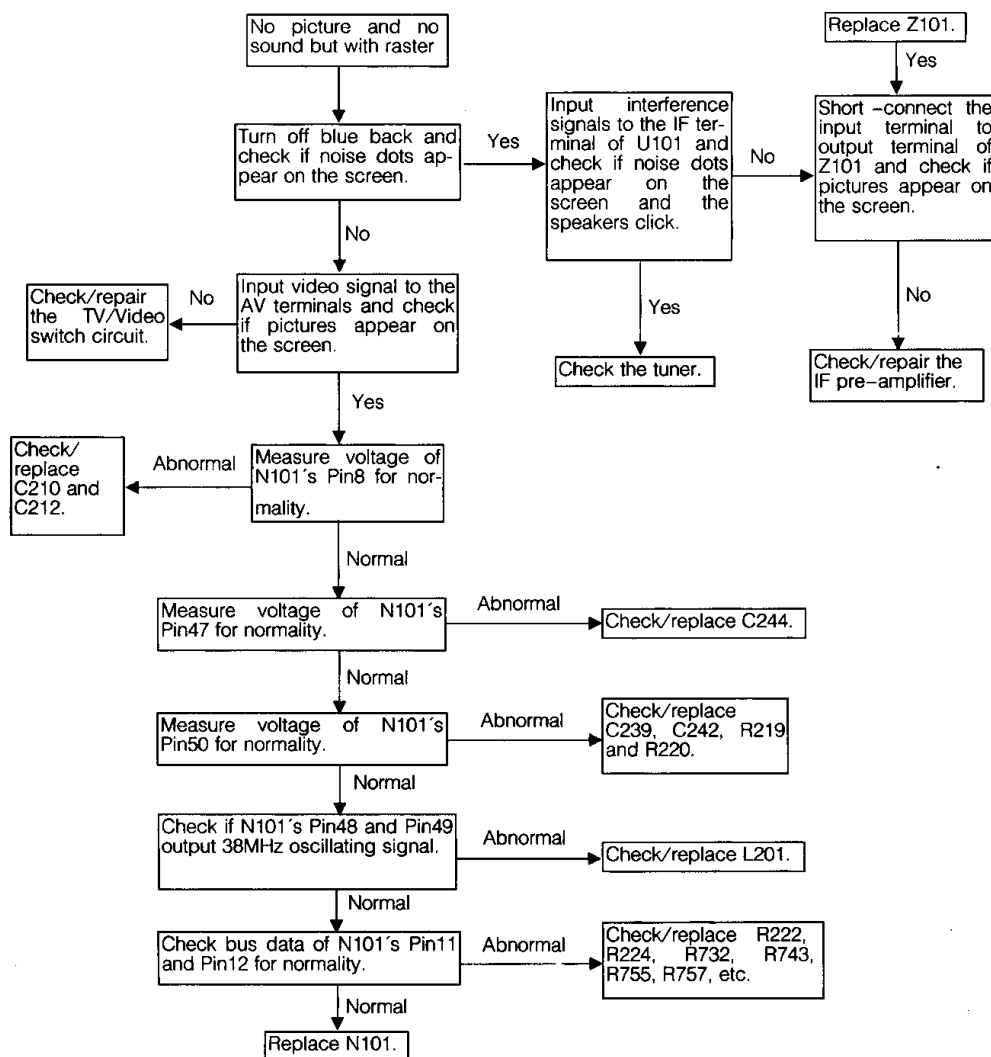 No picture and no
sound but with raster
Replace Z101.
Yes
Turn off blue back and
check if noise dots ap-
pear on the screen.
Yes
Input interference
signals to the IF ter-
minal of U101 and
check if noise dots
appear on the
screen and the
speakers click.
No
Short –connect the
input terminal to
output terminal of
Z101 and check if
pictures appear on
the screen.
No
Yes
No
Check/repair
the TV/Video
switch circuit.
No
Input video signal to the
AV terminals and check
if pictures appear on
the screen.
Check the tuner.
Check/repair the
IF pre–amplifier.
Yes
Check/
replace
C210 and
C212.
Abnormal
Measure voltage of
N101´s Pin8 for nor-
mality.
Normal
Measure voltage of N101´s
Pin47 for normality.
Abnormal
Check/replace C244.
Normal
Measure voltage of N101´s
Pin50 for normality.
Abnormal
Check/replace
C239, C242, R219
and R220.
Normal
Check if N101´s Pin48 and Pin49
output 38MHz oscillating signal.
Abnormal
Check/replace L201.
Normal
Check bus data of N101´s Pin11
and Pin12 for normality.
Abnormal
Check/replace R222,
R224, R732, R743,
R755, R757, etc.
Normal
Replace N101.